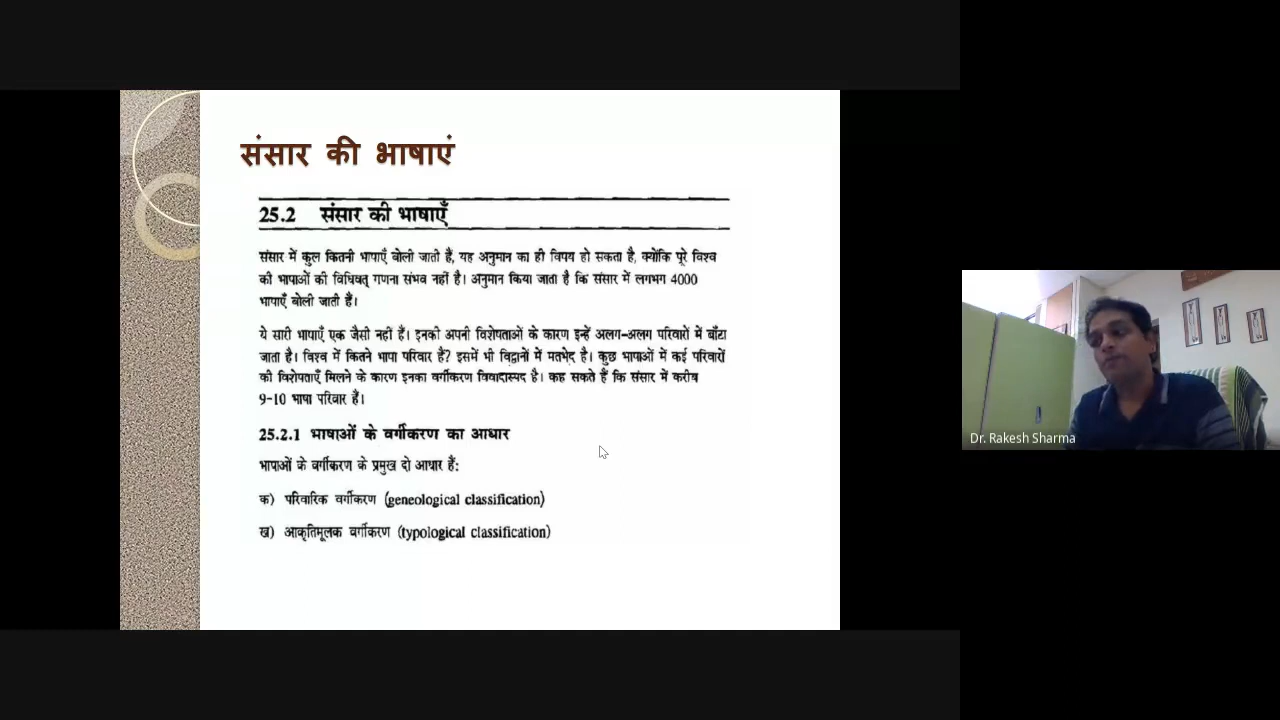 संसार की भाषाएं
25.2 संसार की भाषाएँ
संसार में कुल कितनी भाषाएँ बोली जाती हैं, यह अनुमान का ही विषय हो सकता है, क्योंकि पूरे विश्व
की भाषाओं की विधिवत् गणना संभव नहीं है। अनुमान किया जाता है कि संसार में लगभग 4000
भाषाएँ बोली जाती हैं।
ये सारी भाषाएँ एक जैसी नहीं हैं। इनकी अपनी विशेषताओं के कारण इन्हें अलग-अलग परिवारों में बाँटा
जाता है। विश्व में कितने भाषा परिवार हैं? इसमें भी विद्वानों में मतभेद है। कुछ भाषाओं में कई परिवारों
की विशेषताएँ मिलने के कारण इनका वर्गीकरण विवादास्पद है। कह सकते हैं कि संसार में करीब
9-10 भाषा परिवार हैं।
25.2.1 भाषाओं के वर्गीकरण का आधार
भाषाओं के वर्गीकरण के प्रमुख दो आधार हैं:
क) परिवारिक वर्गीकरण (geneological classification)
ख) आकृतिमूलक वर्गीकरण (typological classification)
Dr. Rakesh Sharma